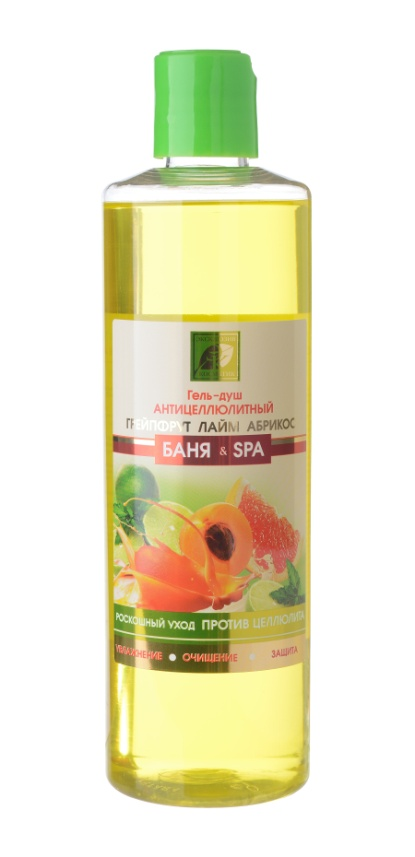 Гель-душ
АНТИЦЕЛЛЮЛИТНЫЙ
ГРЕЙПФРУТ ЛАЙМ АБРИКОС
БАНЯ & SPA
РОСКОШНЫЙ УХОД ПРОТИВ ЦЕЛЛЮЛИТА
УВЛАЖНЕНИЕ • ОЧИЩЕНИЕ • ЗАЩИТА